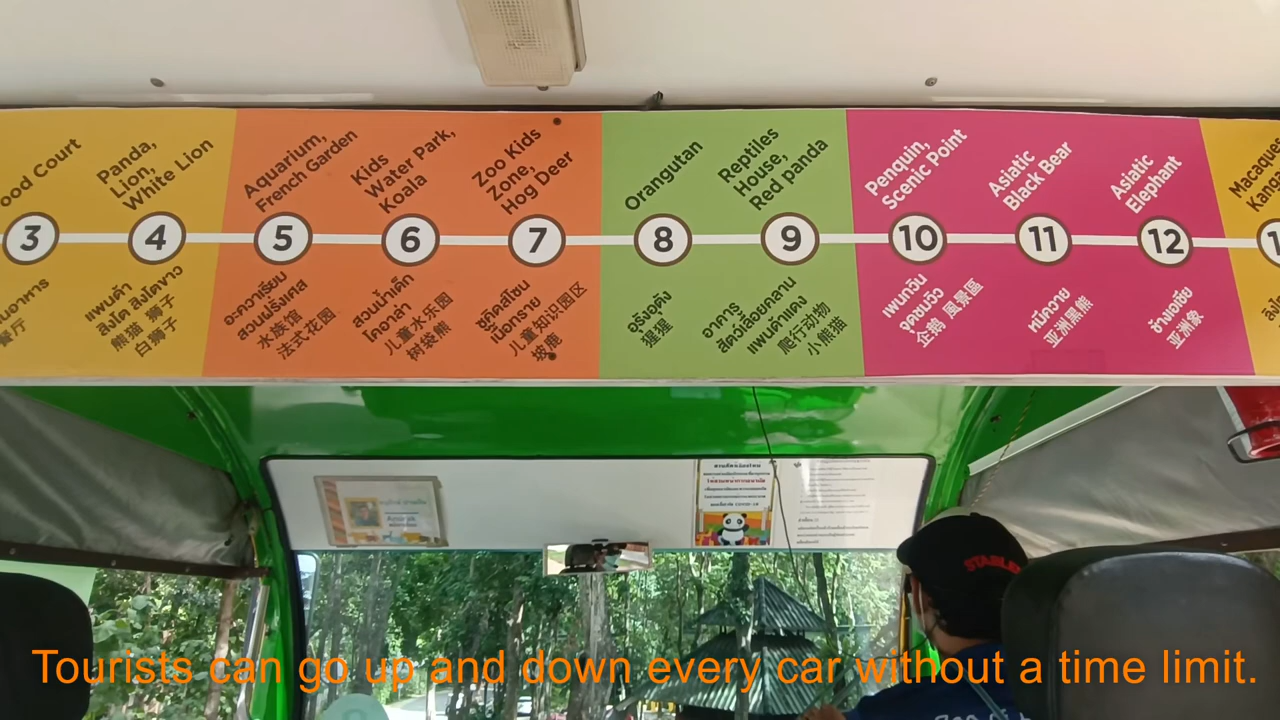 ood Court
3
นอาหาร
餐厅
Panda,
Lion,
White Lion
4
แพนด้า
สิงโต สิงโตขาว
熊猫 狮子
白狮子
Aquarium,
French Garden
5
อะควาเรียม
สวนฝรั่งเศส
水族馆
法式花园
Kids
Water Park,
Koala
6
สวนน้ำเด็ก
โคอาล่า
儿童水乐园
树袋熊
Zoo Kids
Zone,
Hog Deer
7
ซูคิดส์โซน
เนื้อทราย
儿童知识园区
坡鹿
Orangutan
8
อุรังอุตัง
猩猩
Reptiles
House,
Red panda
9
อาคาร
สัตว์เลื้อยคลาน
แพนด้าแดง
爬行动物
小熊猫
Penquin,
Scenic Point
10
เพนกวิน
จุดชมวิว
企鹅 風景區
Asiatic
Black Bear
11
หมีควาย
亚洲黑熊
Asiatic
Elephant
12
ช้างเอเชีย
亚洲象
Macaques
Kanga
1
STABLE
Tourists can go up and down every car without a time limit.